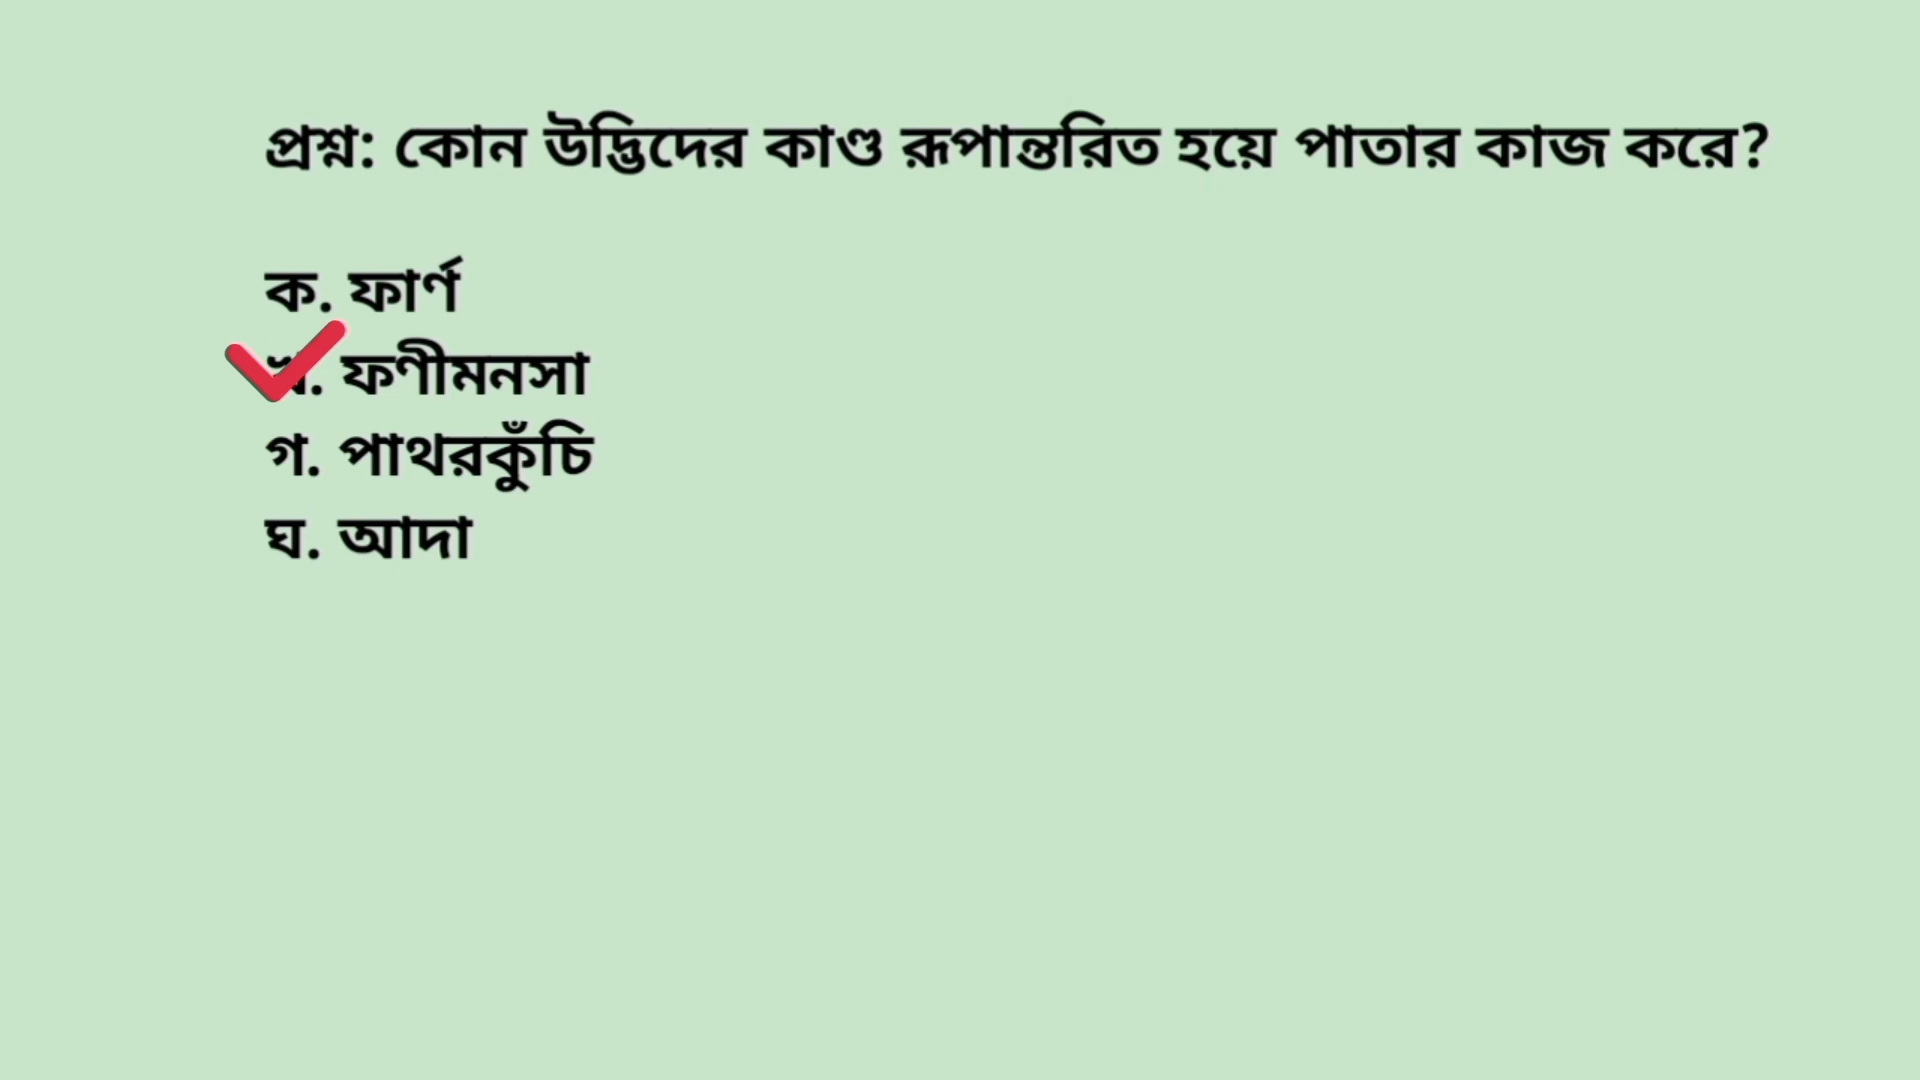 প্রশ্ন: কোন উদ্ভিদের কাণ্ড রূপান্তরিত হয়ে পাতার কাজ করে?
ক. ফার্ণ
খ. ফণীমনসা
গ. পাথরকুঁচি
ঘ. আদা